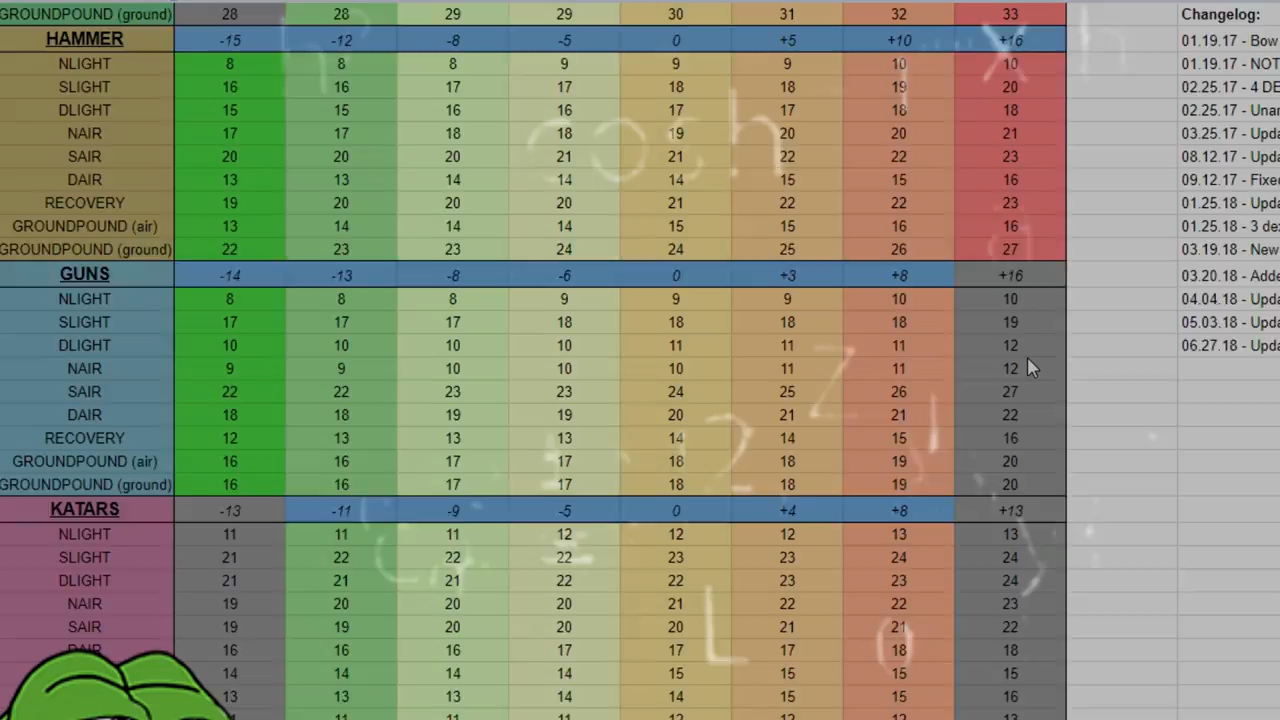 GROUNDPOUND (ground) 28 28 29 29 30 31 32 33 Changelog:
HAMMER -15 -12 -8 -5 0 +5 +10 +16 01.19.17 - Bow
NLIGHT 8 8 8 9 9 9 10 10 01.19.17 - NOT
SLIGHT 16 16 17 17 18 18 19 20 02.25.17 - 4 DE
DLIGHT 15 15 16 16 17 17 18 18 02.25.17 - Unar
NAIR 17 17 18 18 19 20 20 21 03.25.17 - Upda
SAIR 20 20 20 21 21 22 22 23 08.12.17 - Upda
DAIR 13 13 14 14 14 15 15 16 09.12.17 - Fixe
RECOVERY 19 20 20 20 21 22 22 23 01.25.18 - Upda
GROUNDPOUND (air) 13 14 14 14 15 15 16 16 01.25.18 - 3 de
GROUNDPOUND (ground) 22 23 23 24 24 25 26 27 03.19.18 - New
GUNS -14 -13 -8 -6 0 +3 +8 +16 03.20.18 - Adde
NLIGHT 8 8 8 9 9 9 10 10 04.04.18 - Upda
SLIGHT 17 17 17 18 18 18 18 19 05.03.18 - Upda
DLIGHT 10 10 10 10 11 11 11 12 06.27.18 - Upda
NAIR 9 9 10 10 10 11 11 12
SAIR 22 22 23 23 24 25 26 27
DAIR 18 18 19 19 20 21 21 22
RECOVERY 12 13 13 13 14 14 15 16
GROUNDPOUND (air) 16 16 17 17 18 18 19 20
GROUNDPOUND (ground) 16 16 17 17 18 18 19 20
KATARS -13 -11 -9 -5 0 +4 +8 +13
NLIGHT 11 11 11 12 12 12 13 13
SLIGHT 21 22 22 22 23 23 24 24
DLIGHT 21 21 21 22 22 23 23 24
NAIR 19 20 20 20 21 22 22 23
SAIR 19 19 20 20 20 21 21 22
DAIR 16 16 16 17 17 17 18 18
14 14 14 14 15 15 15 15
13 13 13 14 14 15 15 16
11 11 11 12 12 13
cosh
x
h
Z
2
L